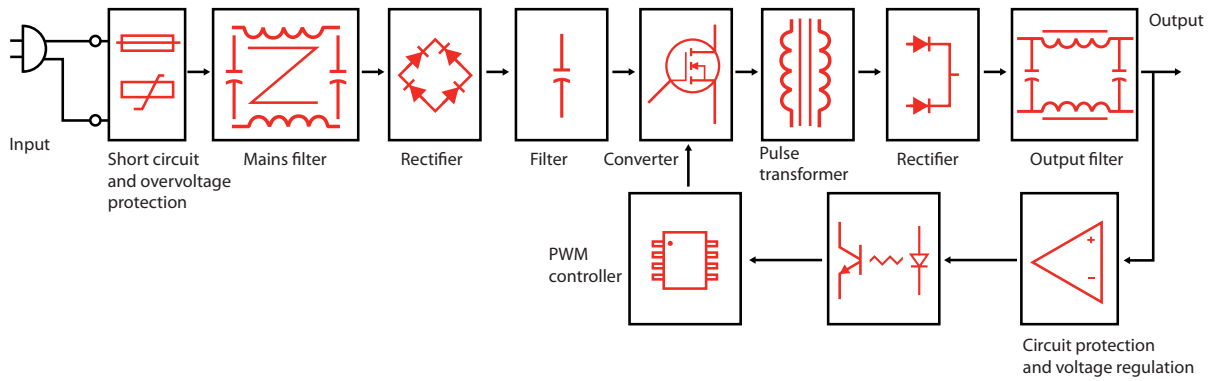 Output
Input
Short circuit
and overvoltage
protection
Mains filter
Rectifier
Filter
Converter
Pulse
transformer
Rectifier
Output filter
PWM
controller
+
-
Circuit protection
and voltage regulation